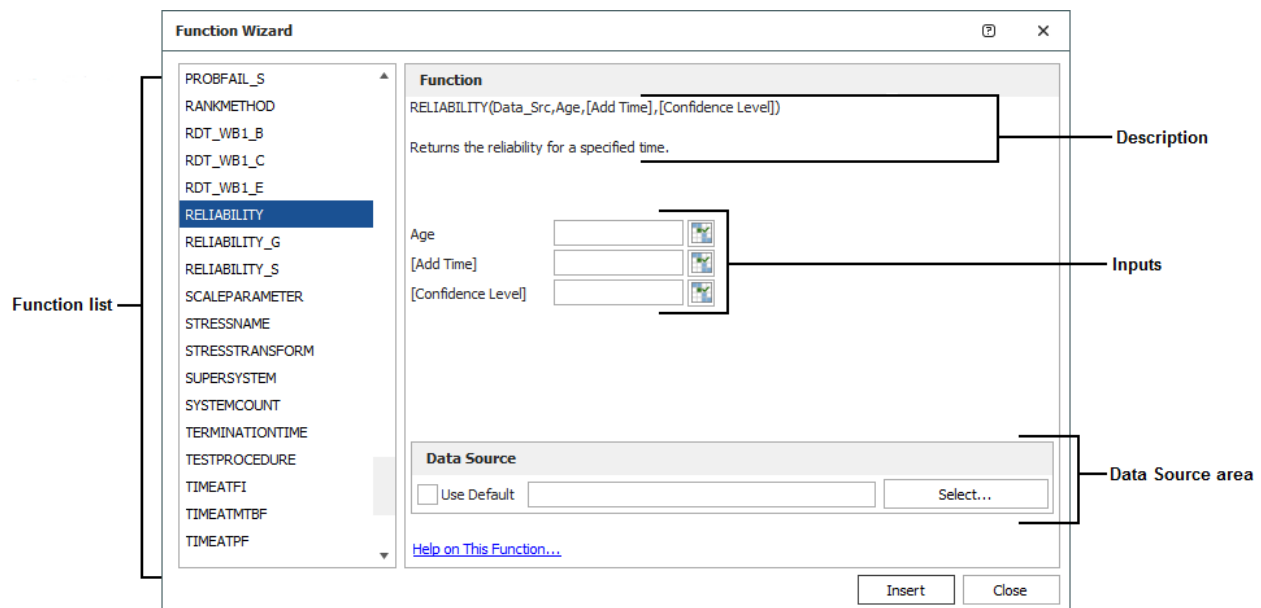 Function Wizard
Function list
PROBFAIL_S
RANKMETHOD
RDT_WB1_B
RDT_WB1_C
RDT_WB1_E
RELIABILITY
RELIABILITY_G
RELIABILITY_S
SCALEPARAMETER
STRESSNAME
STRESSTRANSFORM
SUPERSYSTEM
SYSTEMCOUNT
TERMINATIONTIME
TESTPROCEDURE
TIMEATFI
TIMEATMTBF
TIMEATPF
Function
RELIABILITY(Data_Src,Age,[Add Time],[Confidence Level])
Returns the reliability for a specified time.
Description
Age
[Add Time]
[Confidence Level]
Inputs
Data Source
Use Default
Select...
Data Source area
Help on This Function...
Insert
Close